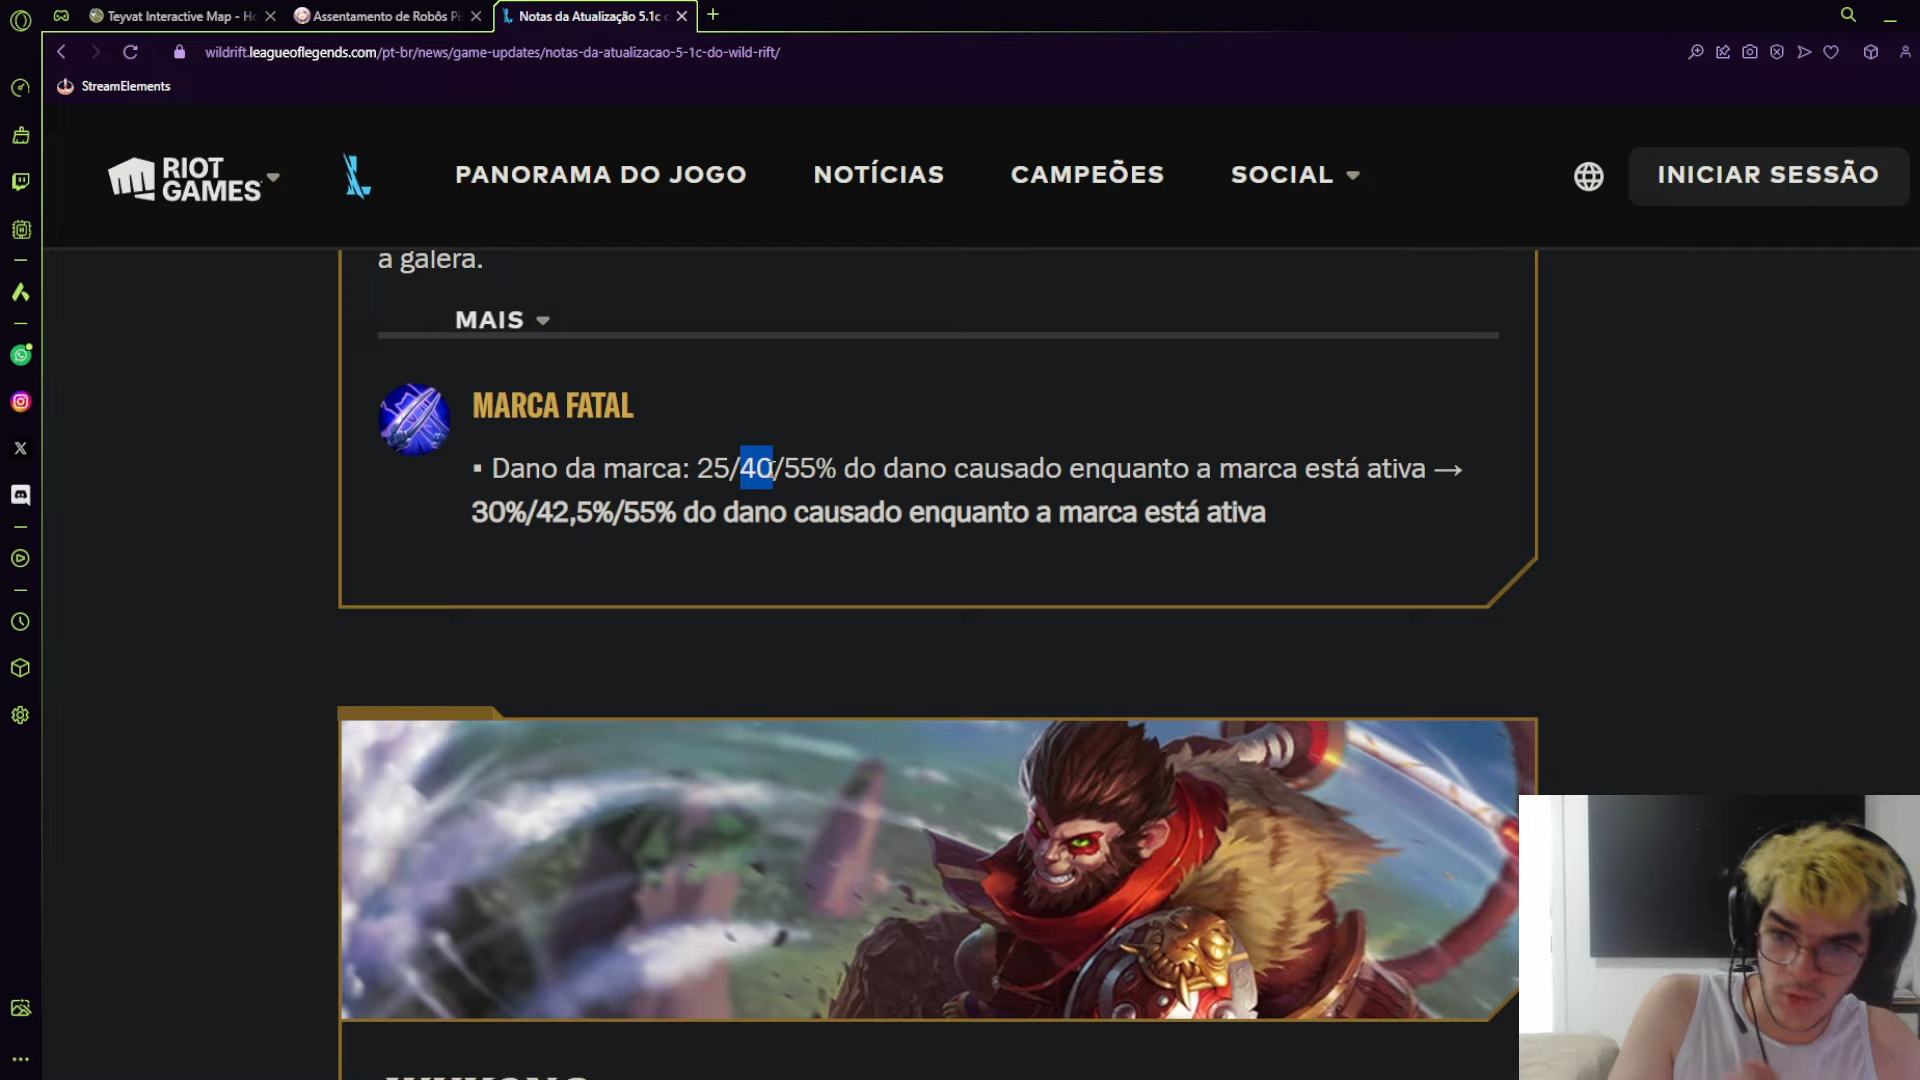 Teyvat Interactive Map - Ho
Assentamento de Robôs Pi
Notas da Atualização 5.1c d
wildrift.leagueoflegends.com/pt-br/news/game-updates/notas-da-atualizacao-5-1c-do-wild-rift/
StreamElements
RIOT GAMES
PANORAMA DO JOGO
NOTÍCIAS
CAMPEÕES
SOCIAL
INICIAR SESSÃO
a galera.
MAIS
MARCA FATAL
▪ Dano da marca: 25/40/55% do dano causado enquanto a marca está ativa →
30%/42,5%/55% do dano causado enquanto a marca está ativa